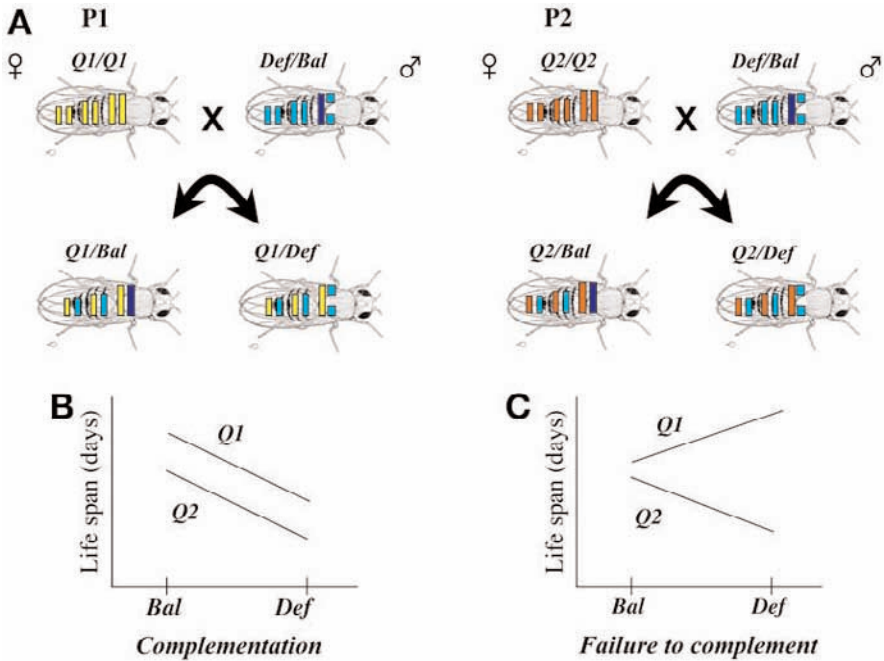 A P1 P2
♀ Q1/Q1 Def/Bal ♂ ♀ Q2/Q2 Def/Bal ♂
X X
Q1/Bal Q1/Def Q2/Bal Q2/Def
B
Life span (days)
Q1
Q2
Bal Def
Complementation
C
Life span (days)
Q1
Q2
Bal Def
Failure to complement